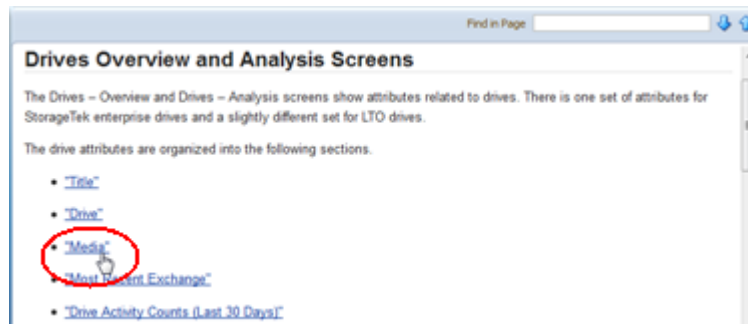 Find in Page
Drives Overview and Analysis Screens
The Drives – Overview and Drives – Analysis screens show attributes related to drives. There is one set of attributes for
StorageTek enterprise drives and a slightly different set for LTO drives.
The drive attributes are organized into the following sections.
• "Title"
• "Drive"
• "Media"
• "Most Recent Exchange"
• "Drive Activity Counts (Last 30 Days)"